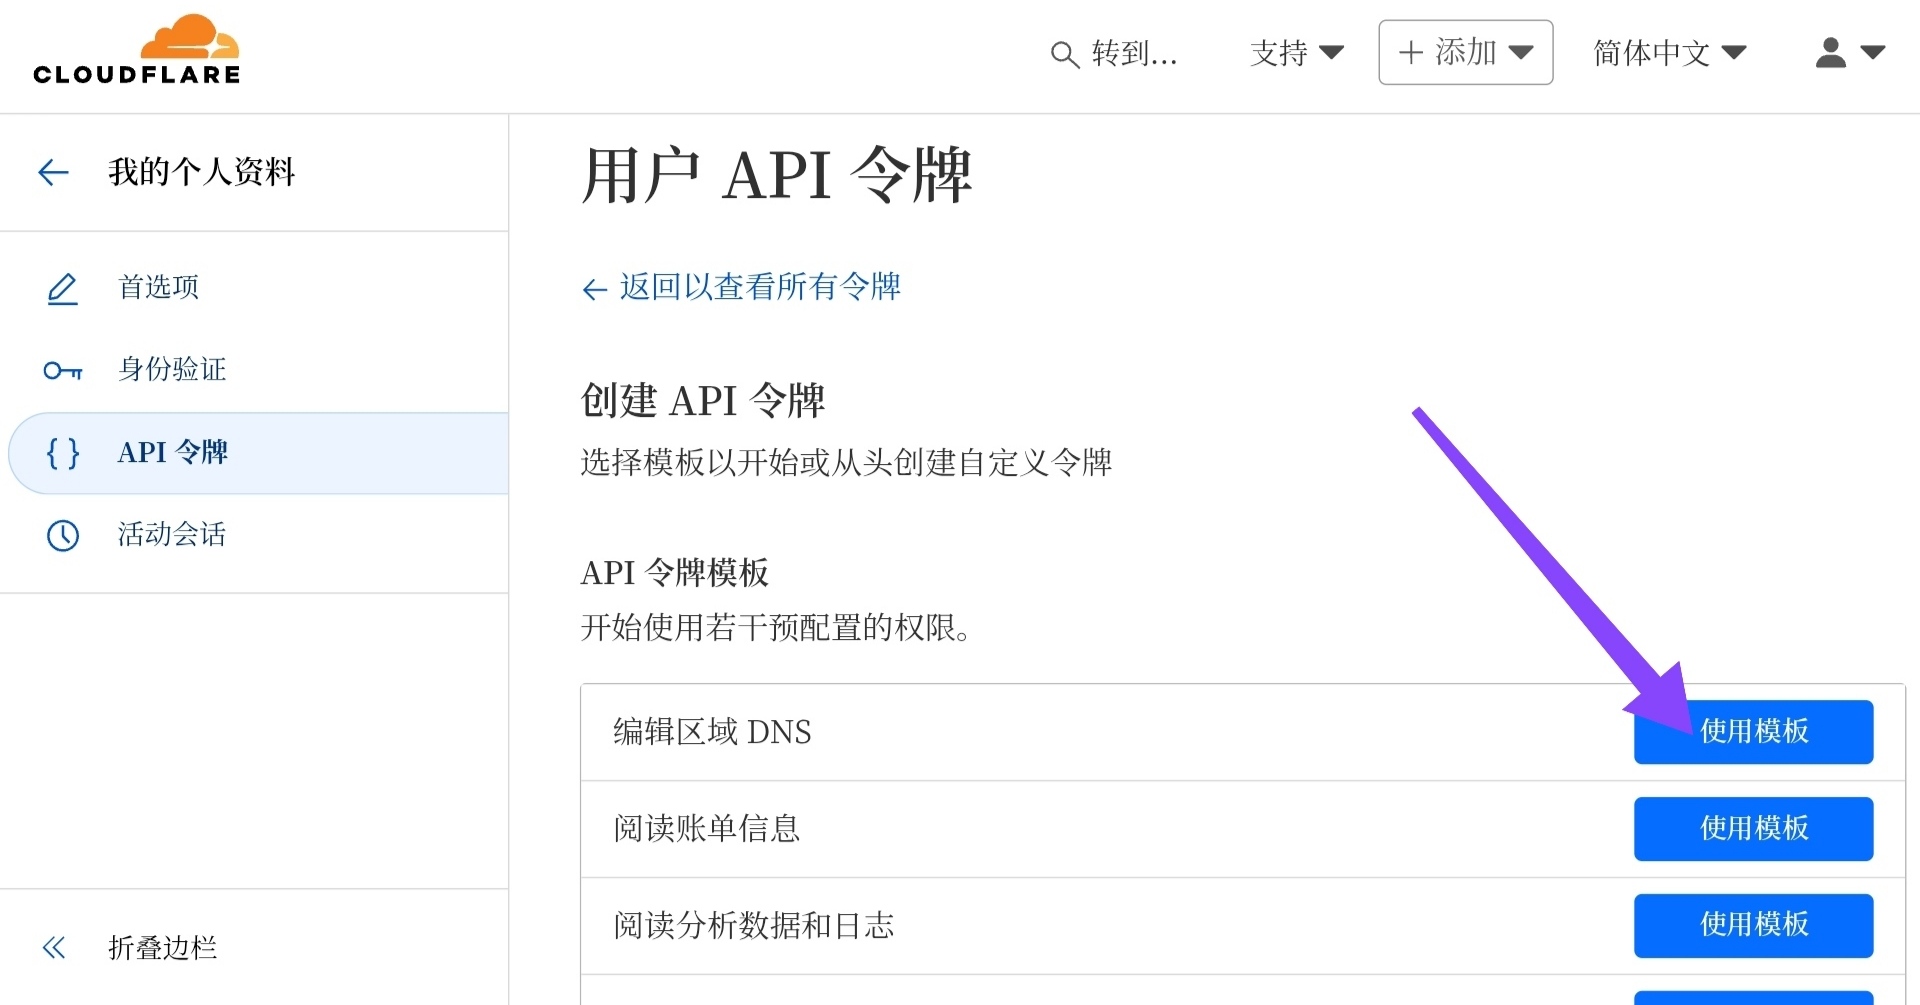 CLOUDFLARE
转到...
支持
+ 添加
简体中文
我的个人资料
首选项
身份验证
API 令牌
活动会话
折叠边栏
用户 API 令牌
← 返回以查看所有令牌
创建 API 令牌
选择模板以开始或从头创建自定义令牌
API 令牌模板
开始使用若干预配置的权限。
编辑区域 DNS
使用模板
阅读账单信息
使用模板
阅读分析数据和日志
使用模板